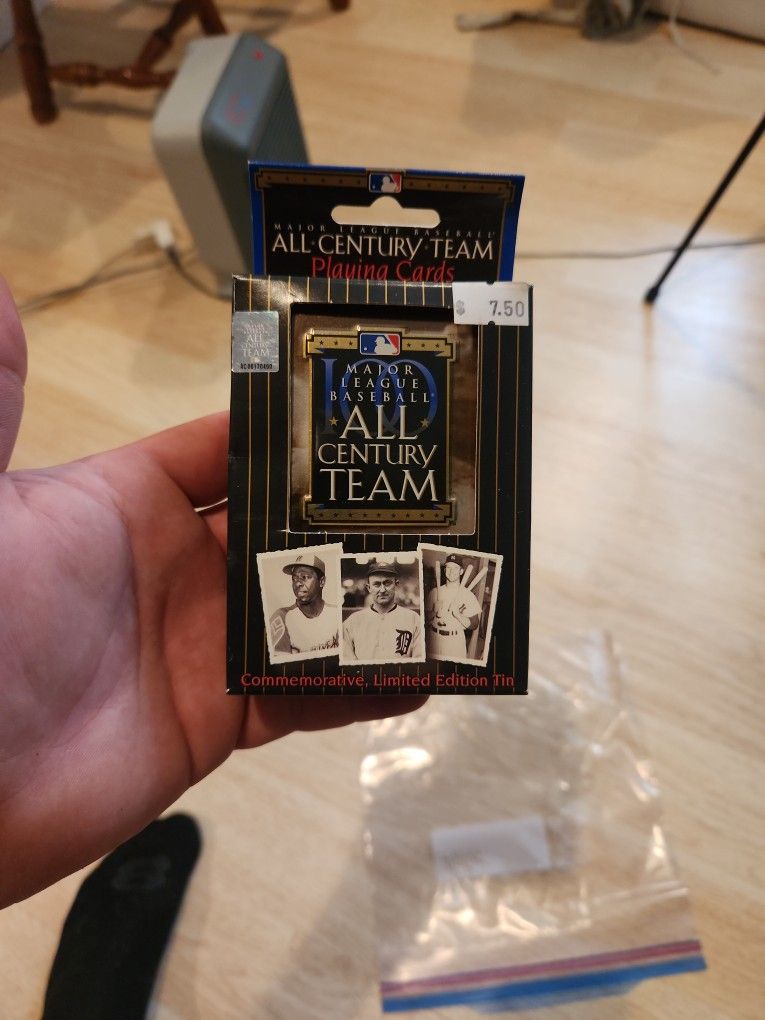 MAJOR LEAGUE BASEBALL
ALL·CENTURY·TEAM
Playing Cards
$ 7.50
ALL
CENTURY
TEAM
100
MAJOR
LEAGUE
BASEBALL®
ALL
CENTURY
TEAM
Commemorative, Limited Edition Tin